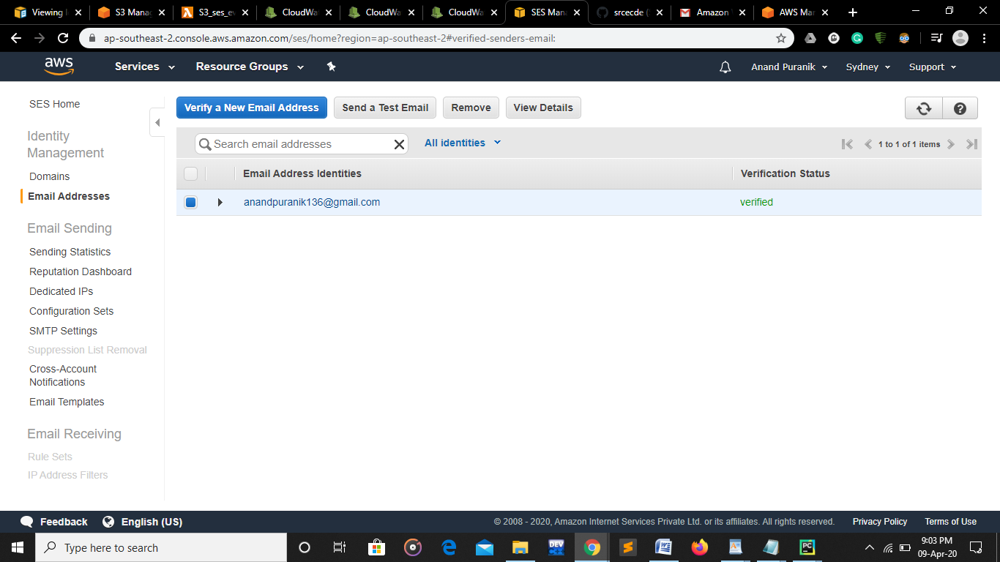 Viewing l
S3 Manag
S3_ses_ev
CloudWat
CloudWat
CloudWat
SES Mana
srcecde (
Amazon
AWS Mar
ap-southeast-2.console.aws.amazon.com/ses/home?region=ap-southeast-2#verified-senders-email:
aws
Services
Resource Groups
Anand Puranik
Sydney
Support
SES Home
Identity
Management
Domains
Email Addresses
Email Sending
Sending Statistics
Reputation Dashboard
Dedicated IPs
Configuration Sets
SMTP Settings
Suppression List Removal
Cross-Account
Notifications
Email Templates
Email Receiving
Rule Sets
IP Address Filters
Verify a New Email Address
Send a Test Email
Remove
View Details
Search email addresses
All identities
1 to 1 of 1 items
Email Address Identities
Verification Status
anandpuranik136@gmail.com
verified
Feedback
English (US)
© 2008 - 2020, Amazon Internet Services Private Ltd. or its affiliates. All rights reserved.
Privacy Policy
Terms of Use
Type here to search
DEV
PC
9:03 PM
09-Apr-20